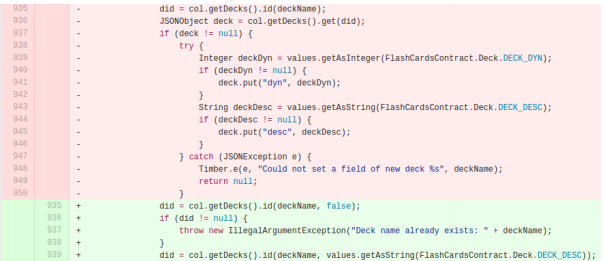 935 - did = col.getDecks().id(deckName);
936 - JSONObject deck = col.getDecks().get(did);
937 - if (deck != null) {
938 - try {
939 - Integer deckDyn = values.getAsInteger(FlashCardsContract.Deck.DECK_DYN);
940 - if (deckDyn != null) {
941 - deck.put("dyn", deckDyn);
942 - }
943 - String deckDesc = values.getAsString(FlashCardsContract.Deck.DECK_DESC);
944 - if (deckDesc != null) {
945 - deck.put("desc", deckDesc);
946 - }
947 - } catch (JSONException e) {
948 - Timber.e(e, "Could not set a field of new deck %s", deckName);
949 - return null;
950 - }
935 + did = col.getDecks().id(deckName, false);
936 + if (did != null) {
937 + throw new IllegalArgumentException("Deck name already exists: " + deckName);
938 + }
939 + did = col.getDecks().id(deckName, values.getAsString(FlashCardsContract.Deck.DECK_DESC));